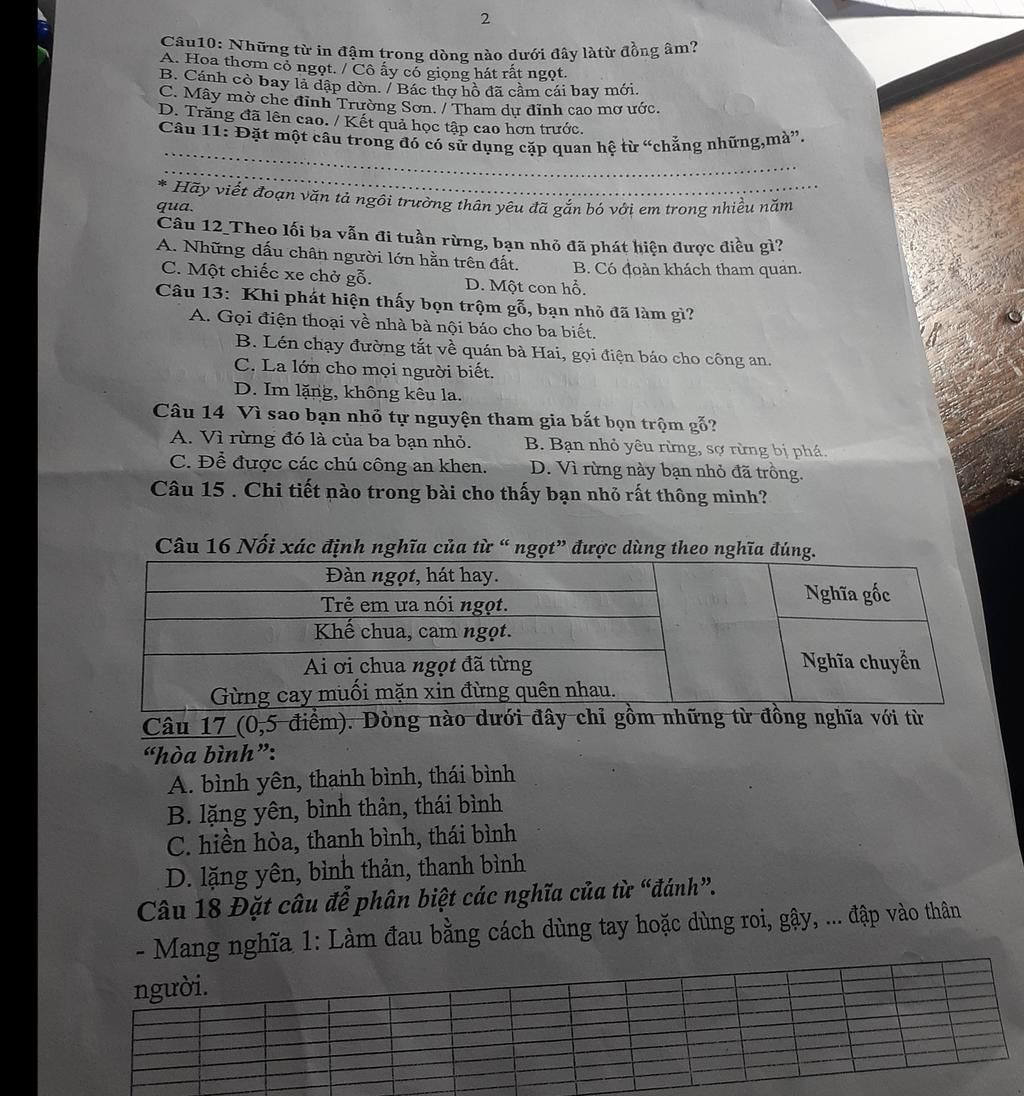 2
Câu10: Những từ in đậm trong dòng nào dưới đây làtừ đồng âm?
A. Hoa thơm cỏ ngọt. / Cô ấy có giọng hát rất ngọt.
B. Cánh cò bay lả dập dờn. / Bác thợ hồ đã cầm cái bay mới.
C. Mây mờ che đỉnh Trường Sơn. / Tham dự đỉnh cao mơ ước.
D. Trăng đã lên cao. / Kết quả học tập cao hơn trước.
Câu 11: Đặt một câu trong đó có sử dụng cặp quan hệ từ “chẳng những,mà”.
* Hãy viết đoạn văn tả ngôi trường thân yêu đã gắn bó với em trong nhiều năm
qua.
Câu 12 Theo lối ba vẫn đi tuần rừng, bạn nhỏ đã phát hiện được điều gì?
A. Những dấu chân người lớn hằn trên đất. B. Có đoàn khách tham quan.
C. Một chiếc xe chở gỗ. D. Một con hổ.
Câu 13: Khi phát hiện thấy bọn trộm gỗ, bạn nhỏ đã làm gì?
A. Gọi điện thoại về nhà bà nội báo cho ba biết.
B. Lén chạy đường tắt về quán bà Hai, gọi điện báo cho công an.
C. La lớn cho mọi người biết.
D. Im lặng, không kêu la.
Câu 14 Vì sao bạn nhỏ tự nguyện tham gia bắt bọn trộm gỗ?
A. Vì rừng đó là của ba bạn nhỏ. B. Bạn nhỏ yêu rừng, sợ rừng bị phá.
C. Để được các chú công an khen. D. Vì rừng này bạn nhỏ đã trồng.
Câu 15 . Chi tiết nào trong bài cho thấy bạn nhỏ rất thông minh?
Câu 16 Nối xác định nghĩa của từ “ ngọt” được dùng theo nghĩa đúng.
Đàn ngọt, hát hay.
Nghĩa gốc
Trẻ em ưa nói ngọt.
Khế chua, cam ngọt.
Nghĩa chuyển
Ai ơi chua ngọt đã từng
Gừng cay muối mặn xin đừng quên nhau.
Câu 17 (0,5 điểm). Dòng nào dưới đây chỉ gồm những từ đồng nghĩa với từ
“hòa bình”:
A. bình yên, thanh bình, thái bình
B. lặng yên, bình thản, thái bình
C. hiền hòa, thanh bình, thái bình
D. lặng yên, bình thản, thanh bình
Câu 18 Đặt câu để phân biệt các nghĩa của từ “đánh”.
- Mang nghĩa 1: Làm đau bằng cách dùng tay hoặc dùng roi, gậy, ... đập vào thân
người.